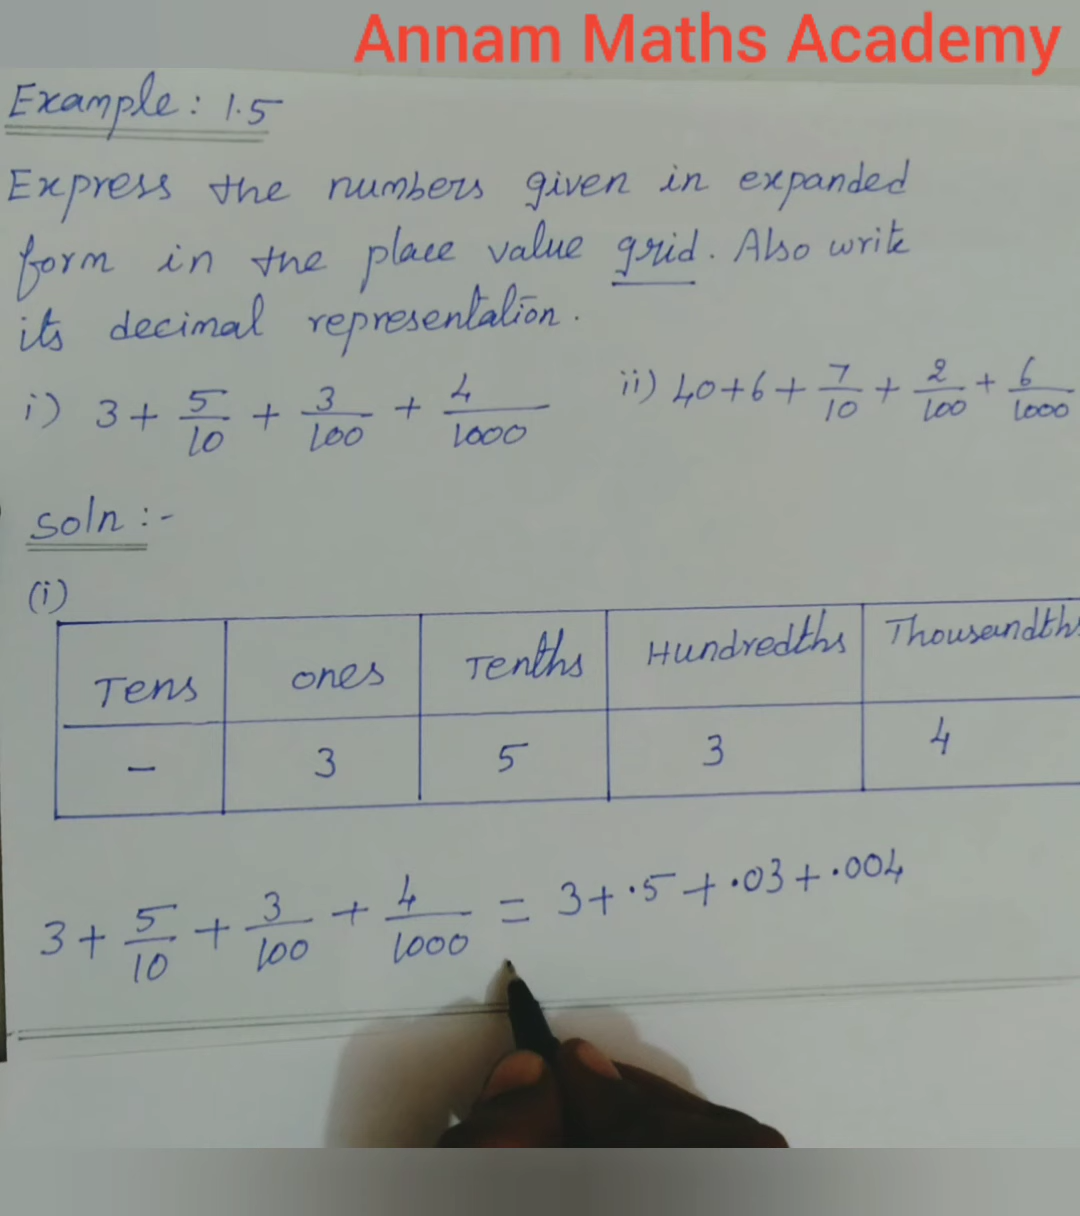 Annam Maths Academy
Example: 1.5
Express the numbers given in expanded
form in the place value grid. Also write
its decimal representation.
i) 3 + 5/10 + 3/100 + 4/1000 ii) 40 + 6 + 7/10 + 2/100 + 6/1000
Soln :-
(i)
Tens ones Tenths Hundredths Thousandths
– 3 5 3 4
3 + 5/10 + 3/100 + 4/1000 = 3 + .5 + .03 + .004